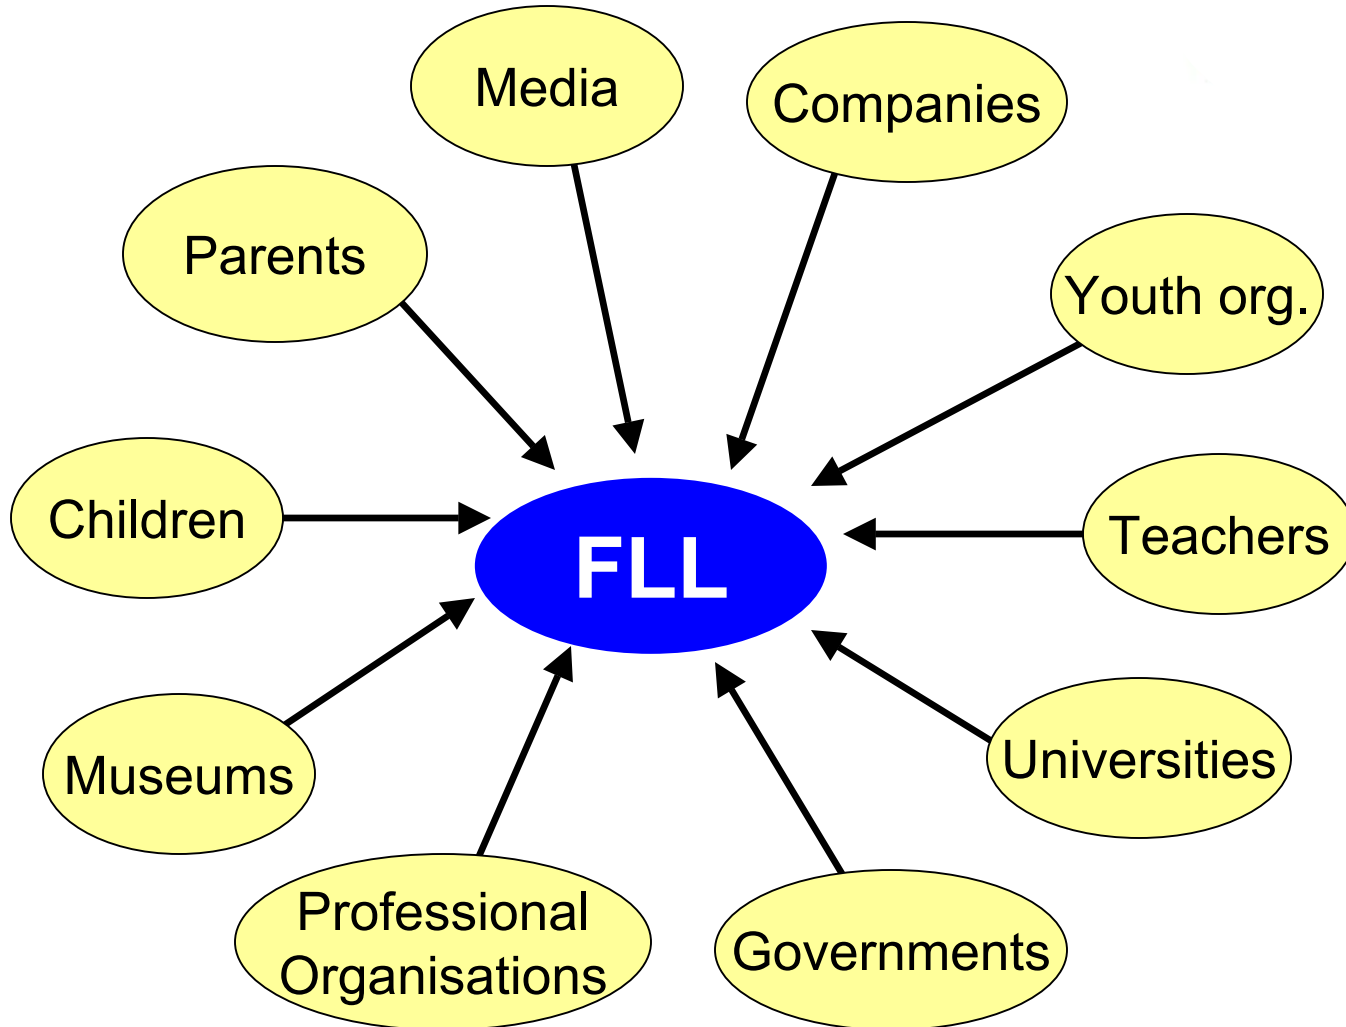 Media
Companies
Parents
Youth org.
Children
FLL
Teachers
Museums
Universities
Professional
Organisations
Governments